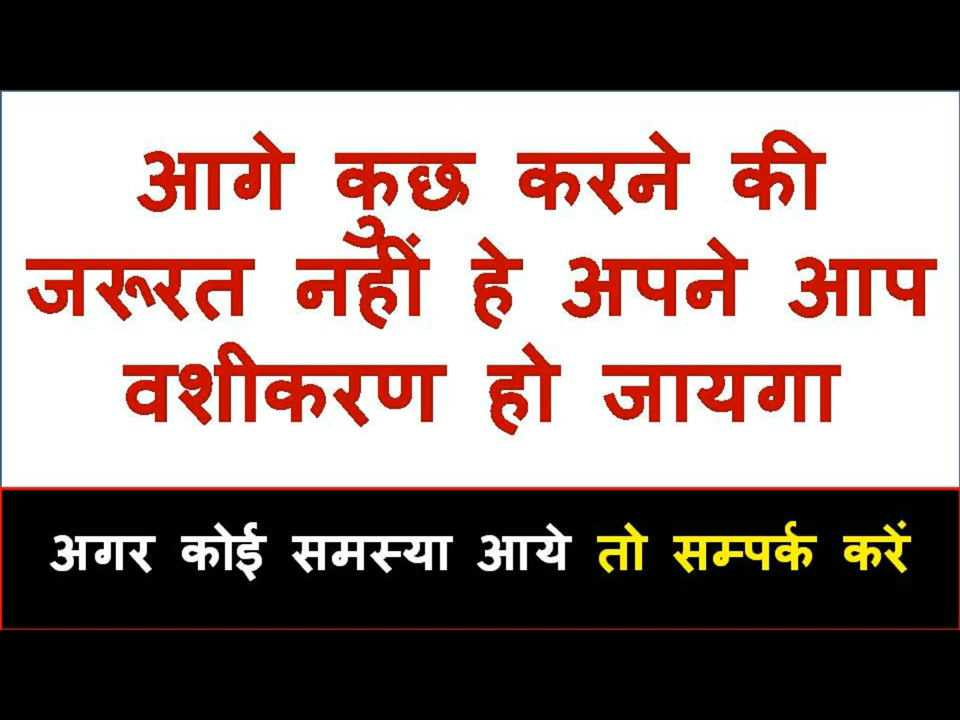 आगे कुछ करने की
जरूरत नहीं हे अपने आप
वशीकरण हो जायगा
अगर कोई समस्या आये तो सम्पर्क करें